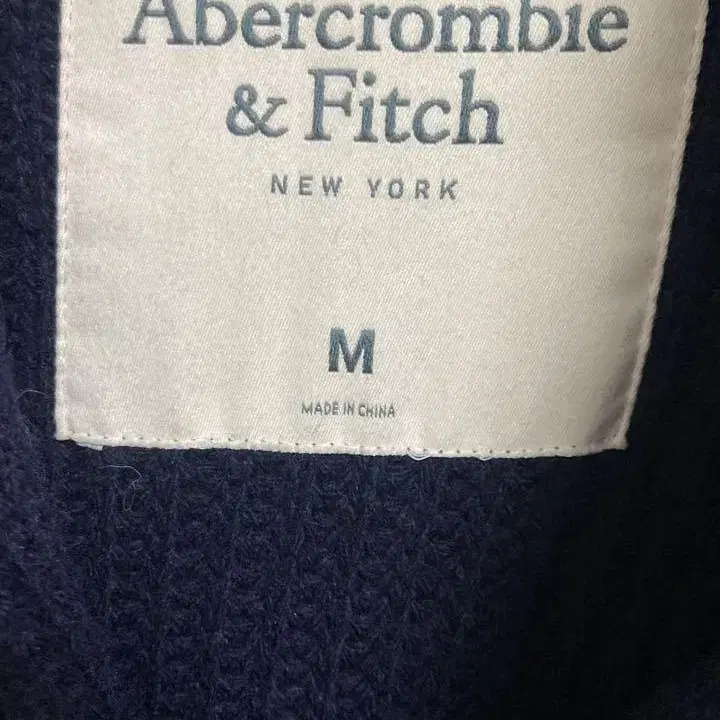 Abercrombie
& Fitch
NEW YORK
M
MADE IN CHINA